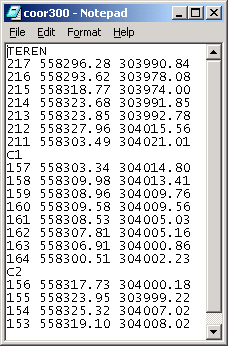 coor300 - Notepad
File Edit Format Help
TEREN
217 558296.28 303990.84
216 558293.62 303978.08
215 558318.77 303974.00
214 558323.68 303991.85
213 558323.85 303992.78
212 558327.96 304015.56
211 558303.49 304021.01
C1
157 558303.34 304014.80
158 558309.98 304013.41
159 558308.96 304009.76
160 558309.58 304009.56
161 558308.53 304005.03
162 558307.81 304005.16
163 558306.91 304000.86
164 558300.51 304002.23
C2
156 558317.73 304000.18
155 558323.95 303999.22
154 558325.32 304007.02
153 558319.10 304008.02